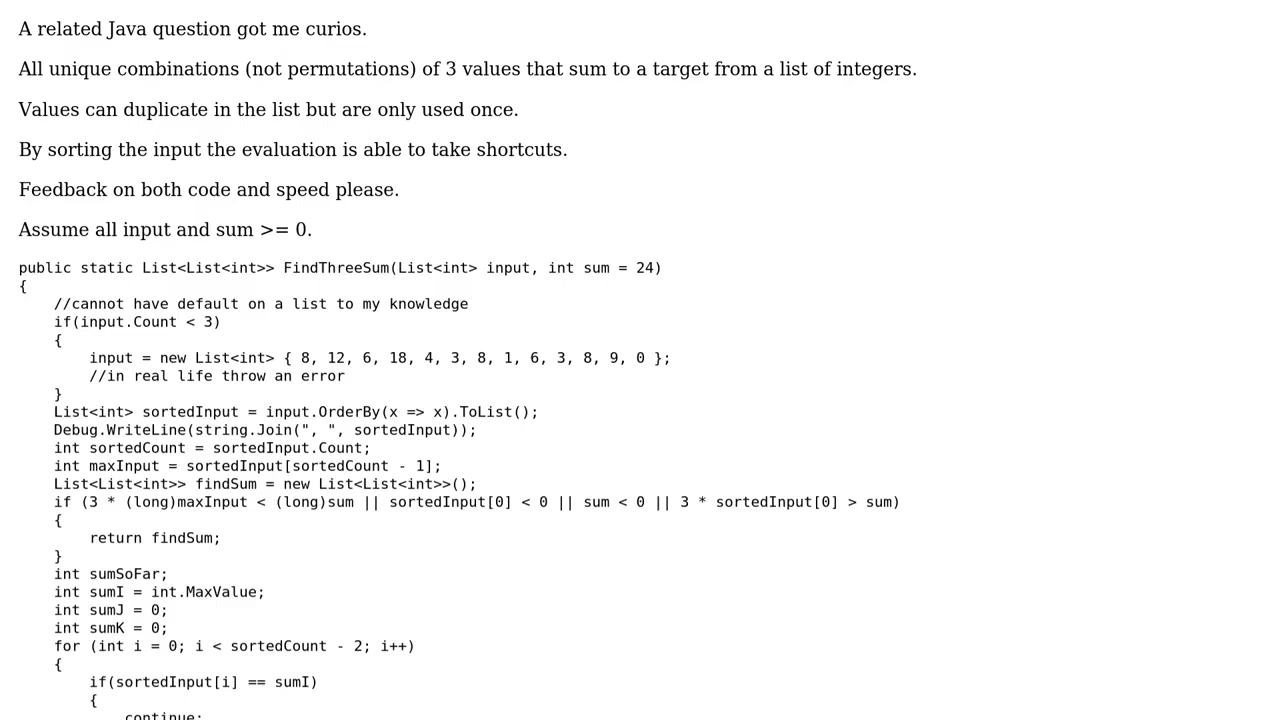 A related Java question got me curios.
All unique combinations (not permutations) of 3 values that sum to a target from a list of integers.
Values can duplicate in the list but are only used once.
By sorting the input the evaluation is able to take shortcuts.
Feedback on both code and speed please.
Assume all input and sum >= 0.
public static List<List<int>> FindThreeSum(List<int> input, int sum = 24)
{
    //cannot have default on a list to my knowledge
    if(input.Count < 3)
    {
        input = new List<int> { 8, 12, 6, 18, 4, 3, 8, 1, 6, 3, 8, 9, 0 };
        //in real life throw an error
    }
    List<int> sortedInput = input.OrderBy(x => x).ToList();
    Debug.WriteLine(string.Join(", ", sortedInput));
    int sortedCount = sortedInput.Count;
    int maxInput = sortedInput[sortedCount - 1];
    List<List<int>> findSum = new List<List<int>>();
    if (3 * (long)maxInput < (long)sum || sortedInput[0] < 0 || sum < 0 || 3 * sortedInput[0] > sum)
    {
        return findSum;
    }
    int sumSoFar;
    int sumI = int.MaxValue;
    int sumJ = 0;
    int sumK = 0;
    for (int i = 0; i < sortedCount - 2; i++)
    {
        if(sortedInput[i] == sumI)
        {
            continue;